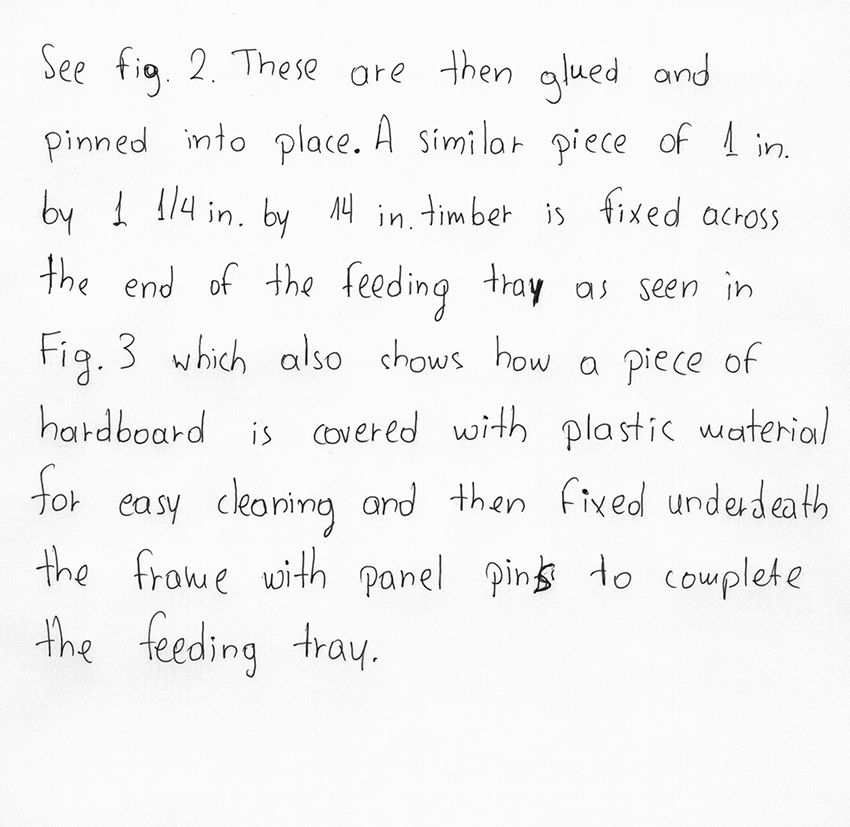 See fig. 2. These are then glued and
pinned into place. A similar piece of 1 in.
by 1 1/4 in. by 14 in. timber is fixed across
the end of the feeding tray as seen in
Fig. 3 which also shows how a piece of
hardboard is covered with plastic material
for easy cleaning and then fixed underdeath
the frame with panel pins to complete
the feeding tray.